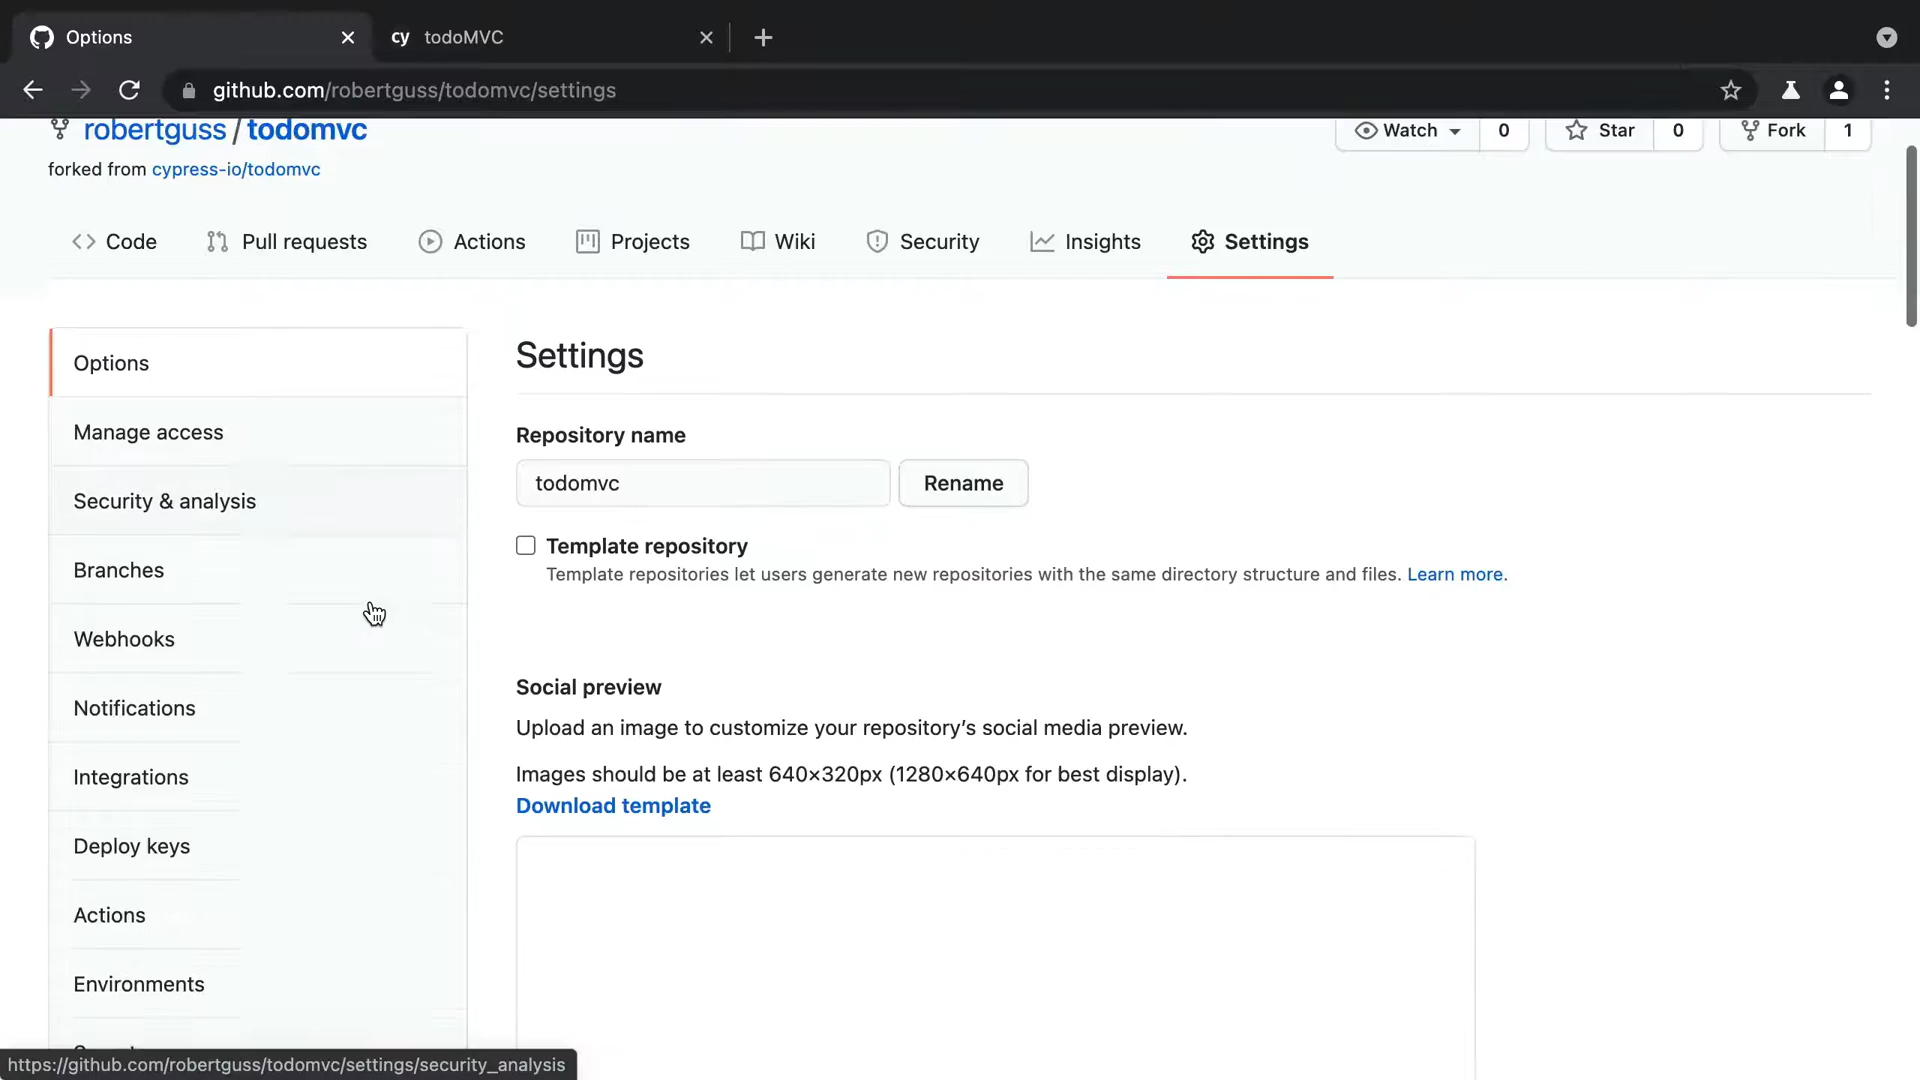 Options
cy todoMVC
github.com/robertguss/todomvc/settings
robertguss / todomvc
Watch 0
Star 0
Fork 1
forked from cypress-io/todomvc
Code
Pull requests
Actions
Projects
Wiki
Security
Insights
Settings
Options
Manage access
Security & analysis
Branches
Webhooks
Notifications
Integrations
Deploy keys
Actions
Environments
Settings
Repository name
todomvc
Rename
Template repository
Template repositories let users generate new repositories with the same directory structure and files. Learn more.
Social preview
Upload an image to customize your repository's social media preview.
Images should be at least 640×320px (1280×640px for best display).
Download template
https://github.com/robertguss/todomvc/settings/security_analysis